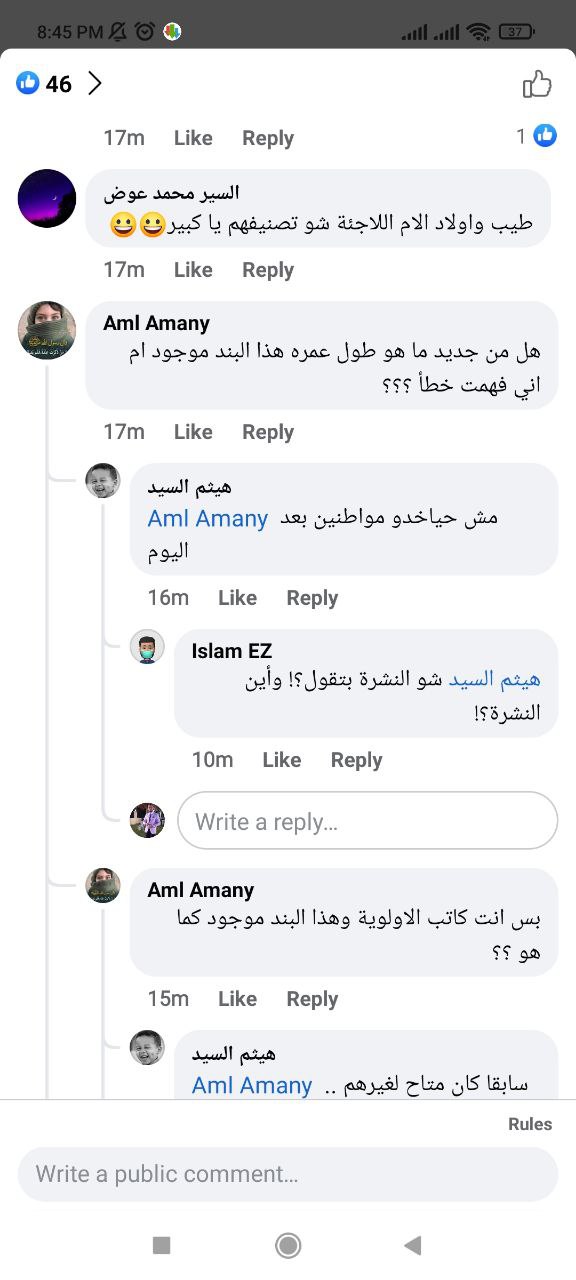 8:45 PM
37
46
17m Like Reply 1
السير محمد عوض
طيب واولاد الام اللاجئة شو تصنيفهم يا كبير😀😀
17m Like Reply
Aml Amany
هل من جديد ما هو طول عمره هذا البند موجود ام
اني فهمت خطأ ؟؟؟
17m Like Reply
هيثم السيد
Aml Amany مش حياخدو مواطنين بعد
اليوم
16m Like Reply
Islam EZ
هيثم السيد شو النشرة بتقول؟! وأين
النشرة؟!
10m Like Reply
Write a reply...
Aml Amany
بس انت كاتب الاولوية وهذا البند موجود كما
هو ؟؟
15m Like Reply
هيثم السيد
Aml Amany سابقا كان متاح لغيرهم ..
Rules
Write a public comment...